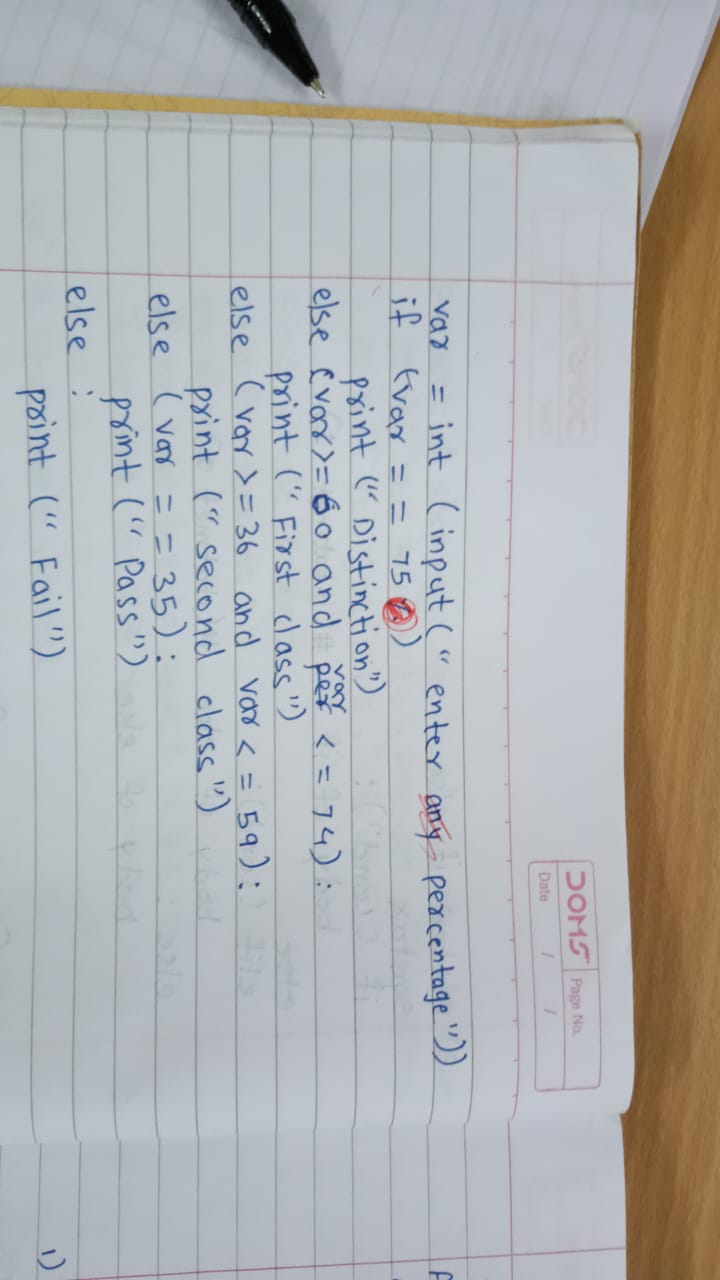 DOMS Page No.
Date / /
var = int (input (" enter any percentage"))
if (var == 75)
print (" Distinction")
else (var >= 60 and var <= 74) :
print (" First class")
else (var >= 36 and var <= 59) :
print (" second class")
else (var == 35) :
print (" Pass")
else :
print (" Fail")
1)